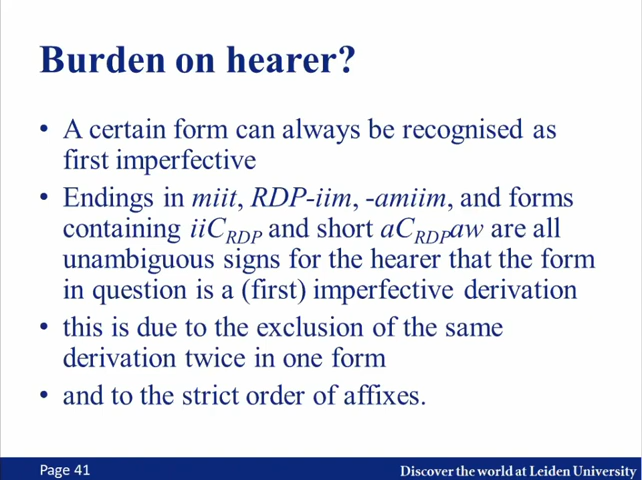 Burden on hearer?
• A certain form can always be recognised as
first imperfective
• Endings in miit, RDP-iim, -amiim, and forms
containing iiCRDP and short aCRDPaw are all
unambiguous signs for the hearer that the form
in question is a (first) imperfective derivation
• this is due to the exclusion of the same
derivation twice in one form
• and to the strict order of affixes.
Page 41
Discover the world at Leiden University